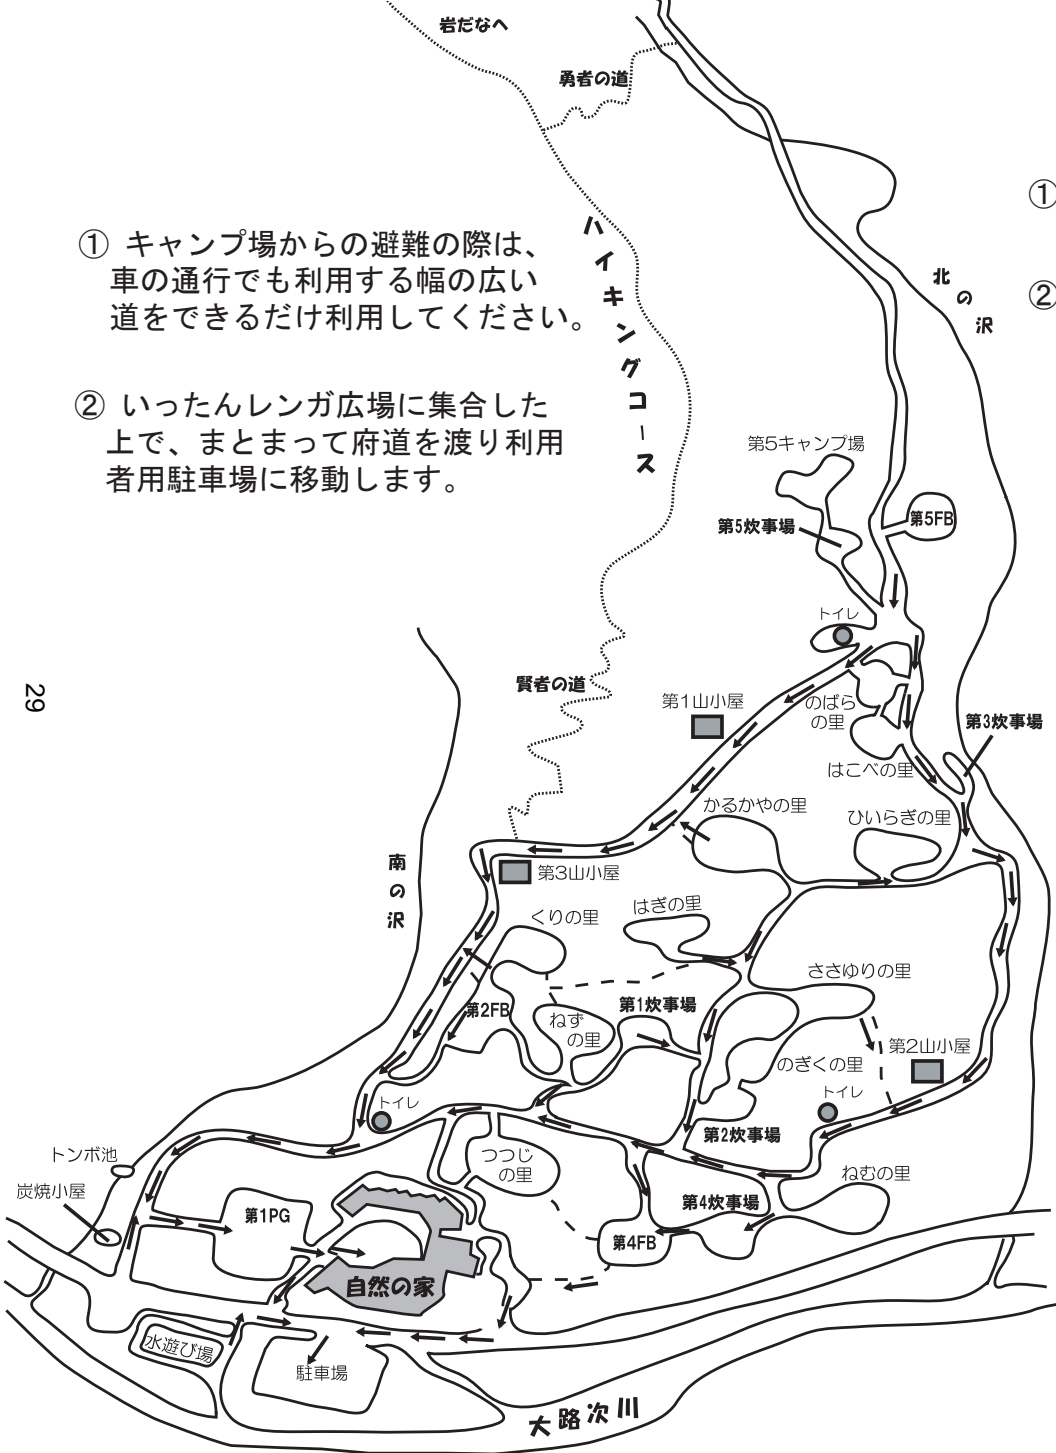 岩だなへ
勇者の道
① キャンプ場からの避難の際は、
車の通行でも利用する幅の広い
道をできるだけ利用してください。
② いったんレンガ広場に集合した
上で、まとまって府道を渡り利用
者用駐車場に移動します。
ハイキングコース
①
②
北の沢
第5キャンプ場
第5炊事場
第5FB
トイレ
賢者の道
第1山小屋
のばら
の里
第3炊事場
はこべの里
かるかやの里
ひいらぎの里
南の沢
第3山小屋
くりの里
はぎの里
ささゆりの里
第2FB
ねず
の里
第1炊事場
のぎくの里
第2山小屋
トイレ
トイレ
第2炊事場
つつじ
の里
ねむの里
トンボ池
炭焼小屋
第1PG
第4炊事場
第4FB
自然の家
水遊び場
駐車場
大路次川
29